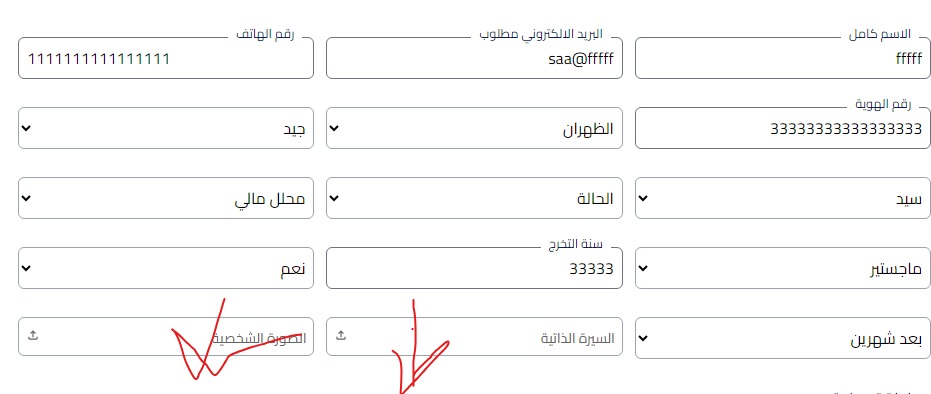 الاسم كامل
البريد الالكتروني مطلوب
رقم الهاتف
fffff
saa@fffff
1111111111111111
رقم الهوية
33333333333333333
الظهران
جيد
سيد
الحالة
محلل مالي
سنة التخرج
ماجستير
33333
نعم
بعد شهرين
السيرة الذاتية
الصورة الشخصية